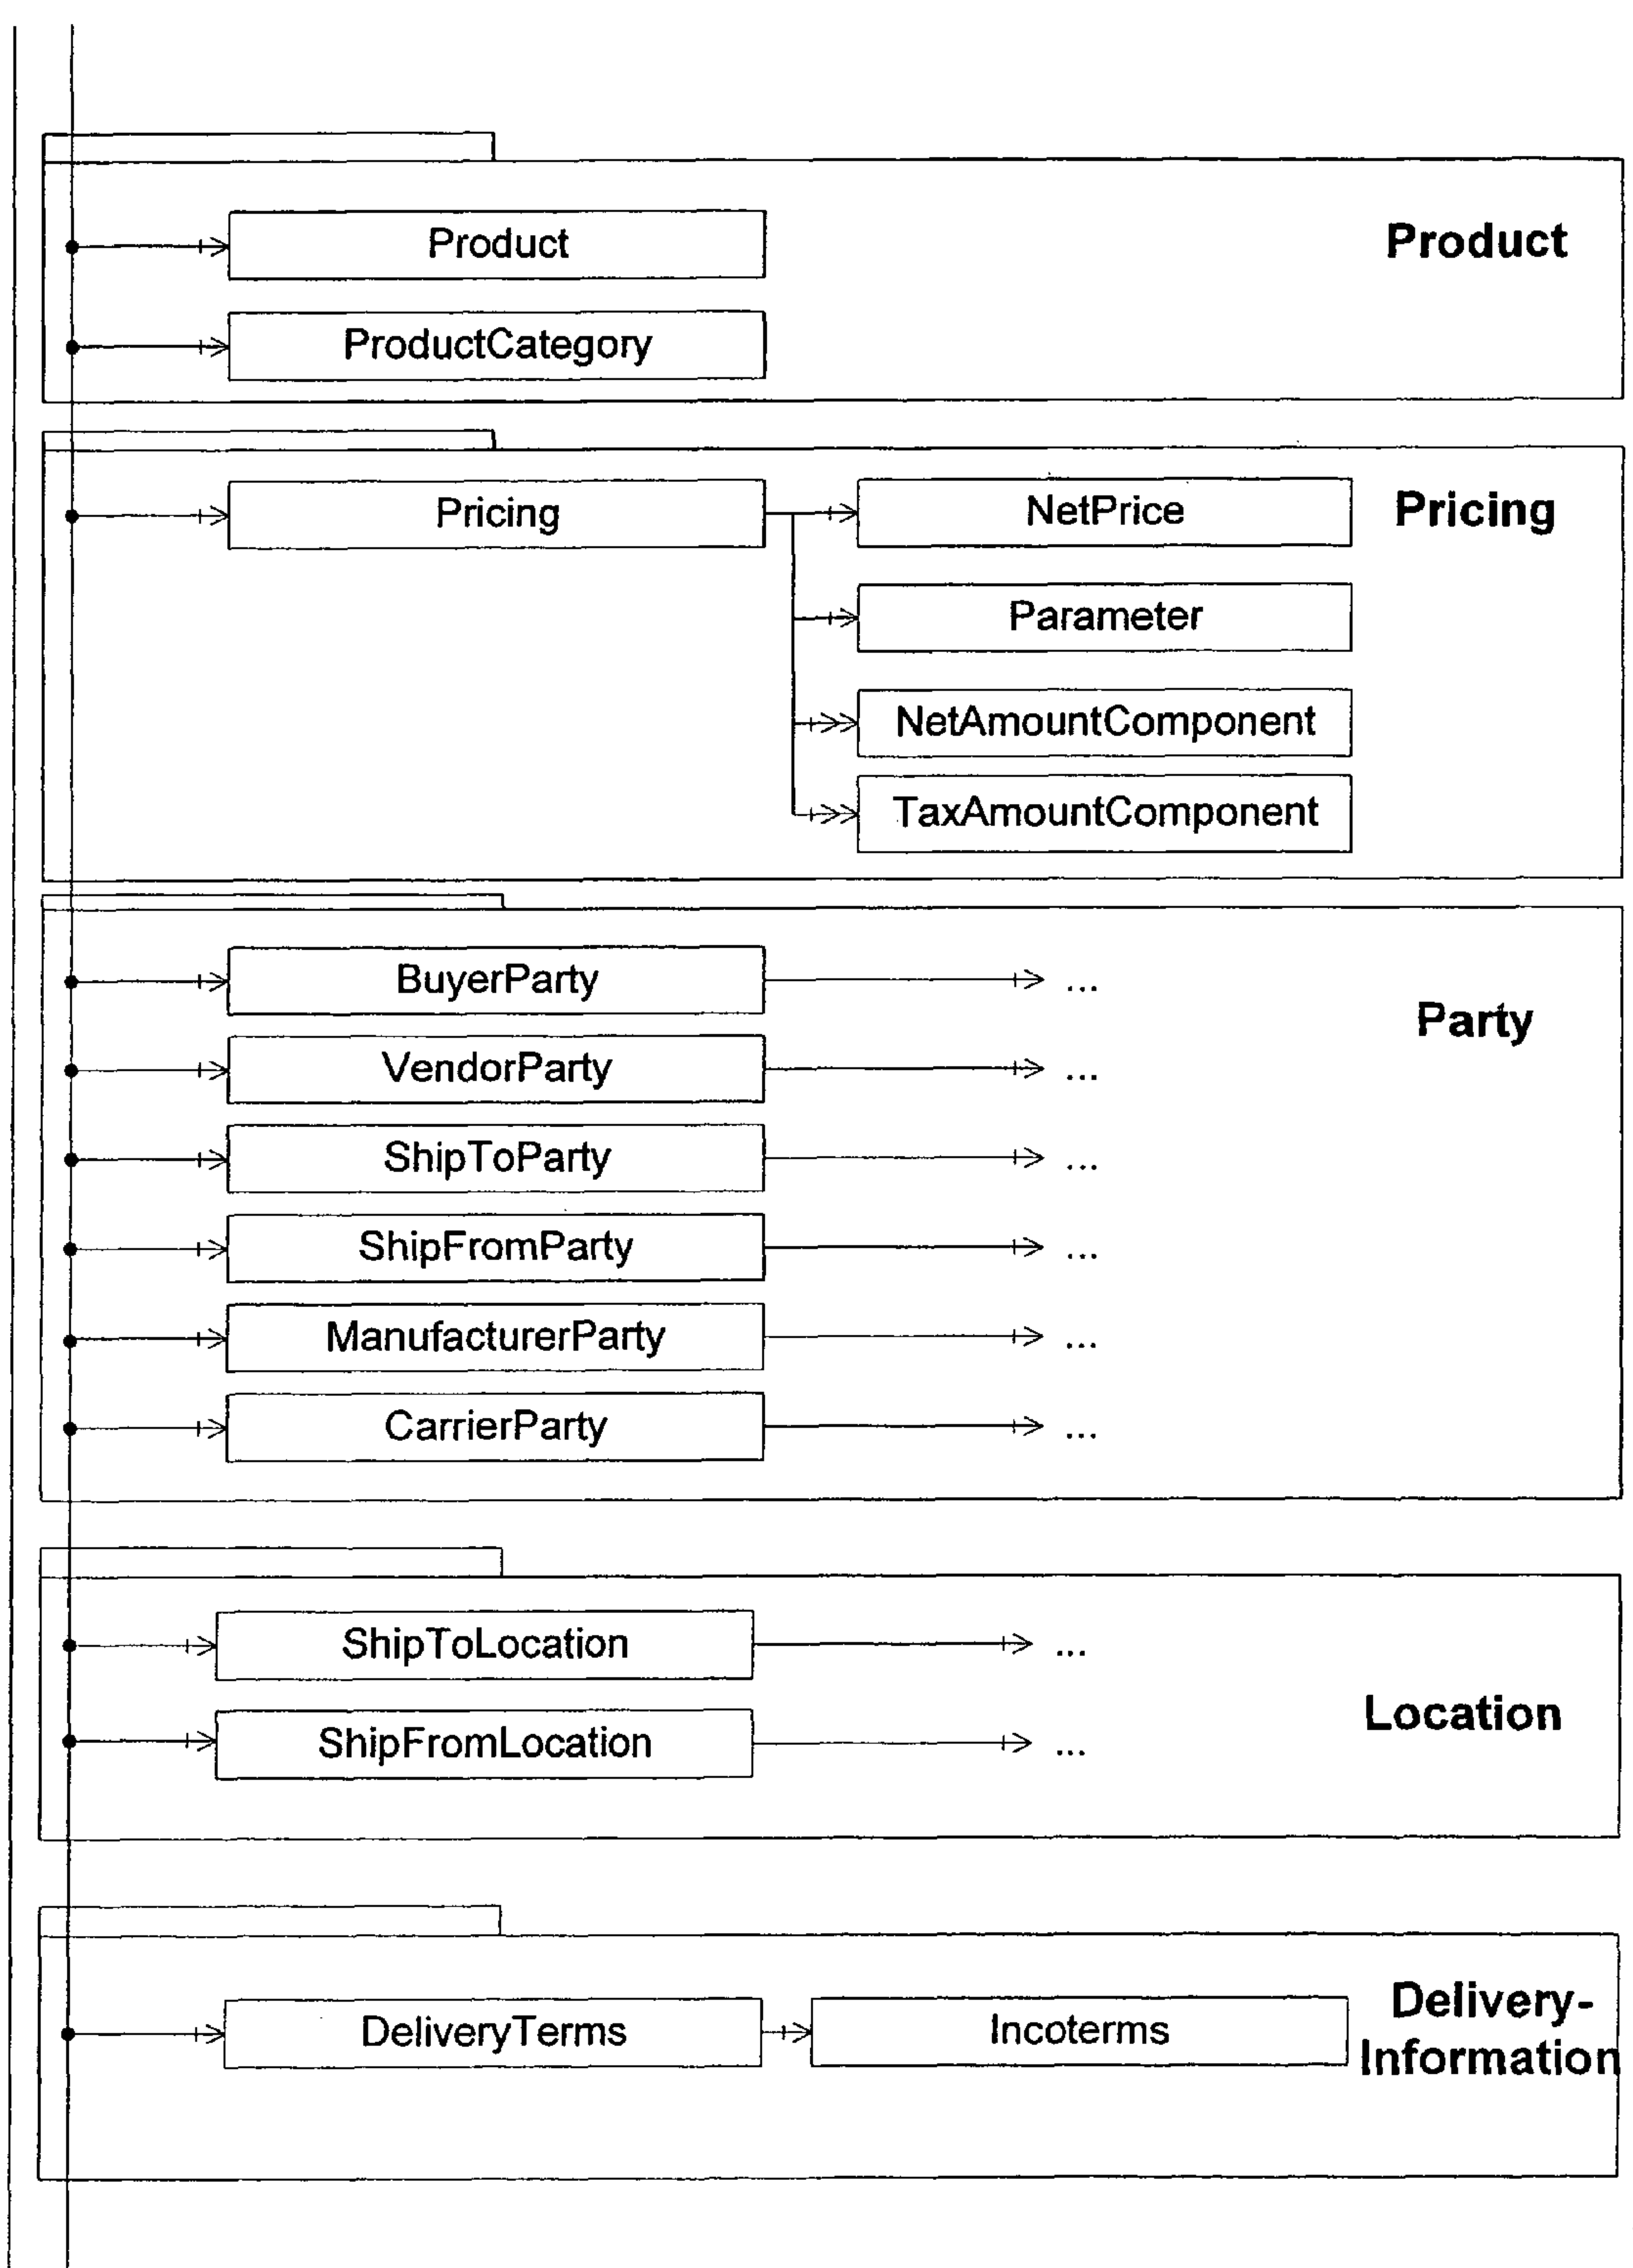 Product
Product
ProductCategory
Pricing
NetPrice
Pricing
Parameter
NetAmountComponent
TaxAmountComponent
BuyerParty
...
Party
VendorParty
...
ShipToParty
...
ShipFromParty
...
ManufacturerParty
...
CarrierParty
...
ShipToLocation
...
Location
ShipFromLocation
...
DeliveryTerms
Incoterms
Delivery-
Information